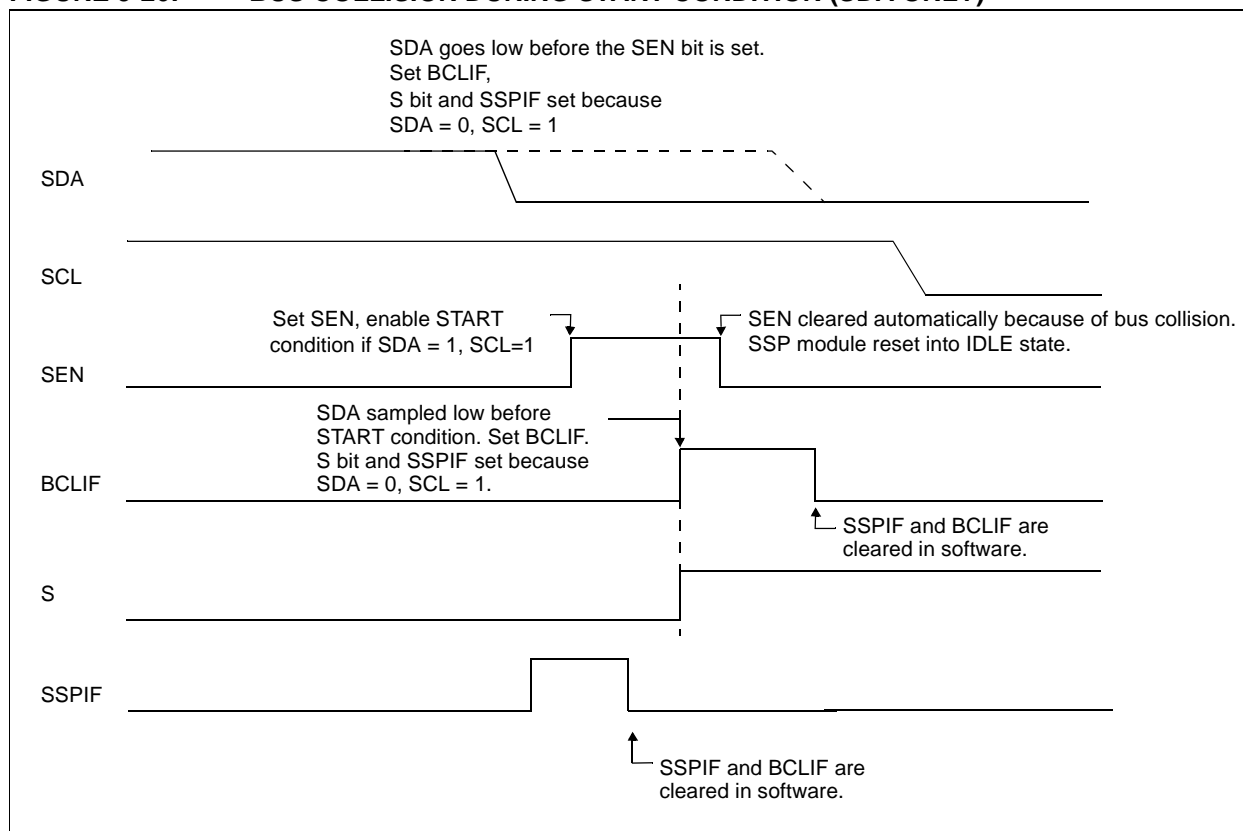 SDA goes low before the SEN bit is set.
Set BCLIF,
S bit and SSPIF set because
SDA = 0, SCL = 1
SDA
SCL
Set SEN, enable START
condition if SDA = 1, SCL=1
SEN cleared automatically because of bus collision.
SSP module reset into IDLE state.
SEN
SDA sampled low before
START condition. Set BCLIF.
S bit and SSPIF set because
SDA = 0, SCL = 1.
BCLIF
SSPIF and BCLIF are
cleared in software.
S
SSPIF
SSPIF and BCLIF are
cleared in software.